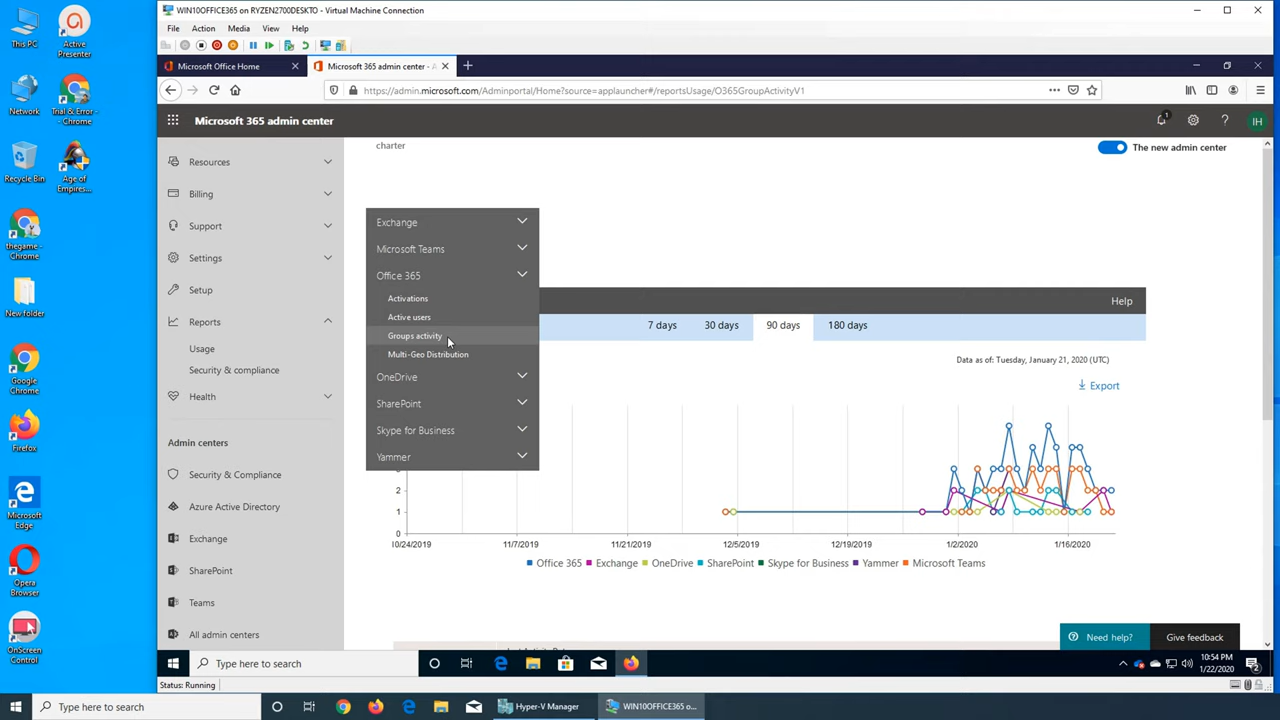 WIN10OFFICE365 on RYZEN2700DESKTO - Virtual Machine Connection
File Action Media View Help
Microsoft Office Home
Microsoft 365 admin center - A
https://admin.microsoft.com/Adminportal/Home?source=applauncher#/reportsUsage/O365GroupActivityV1
Microsoft 365 admin center
1
IH
charter
The new admin center
Resources
Billing
Support
Settings
Setup
Reports
Usage
Security & compliance
Health
Admin centers
Security & Compliance
Azure Active Directory
Exchange
SharePoint
Teams
All admin centers
Exchange
Microsoft Teams
Office 365
Activations
Active users
Groups activity
Multi-Geo Distribution
OneDrive
SharePoint
Skype for Business
Yammer
Help
7 days 30 days 90 days 180 days
Data as of: Tuesday, January 21, 2020 (UTC)
Export
2
1
0
10/24/2019 11/7/2019 11/21/2019 12/5/2019 12/19/2019 1/2/2020 1/16/2020
Office 365 Exchange OneDrive SharePoint Skype for Business Yammer Microsoft Teams
Need help?
Give feedback
Type here to search
10:54 PM
1/22/2020
2
Status: Running
Type here to search
Hyper-V Manager
WIN10OFFICE365 o...
This PC
Active
Presenter
Network
Trial & Error -
- Chrome
Recycle Bin
Age of
Empires...
thegame -
Chrome
New folder
Google
Chrome
Firefox
Microsoft
Edge
Opera
Browser
OnScreen
Control